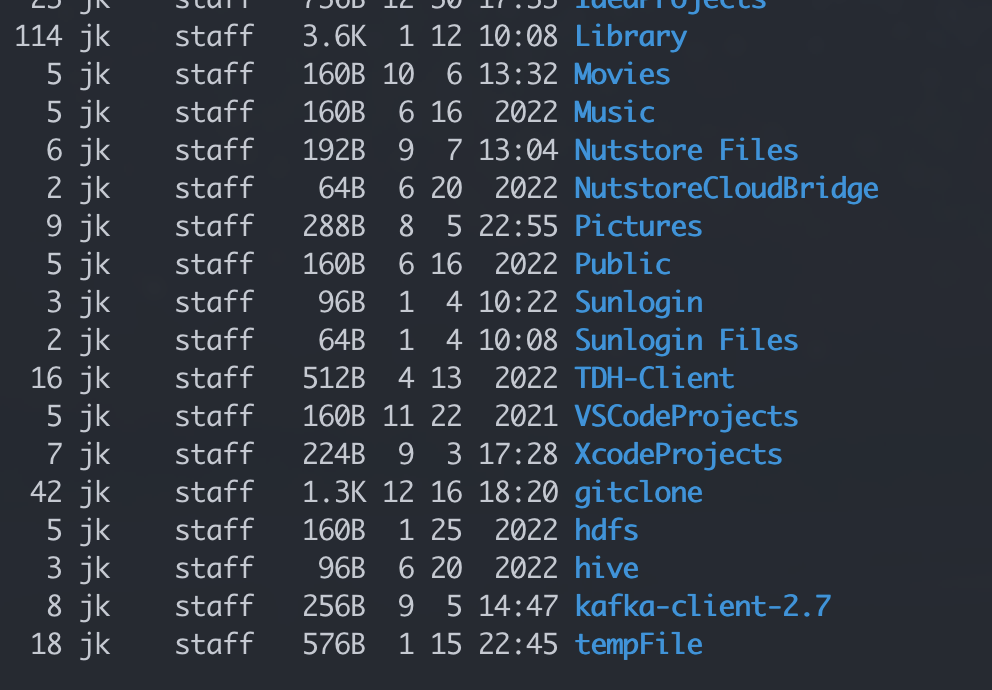 25 jk staff 736B 12 30 17:55 IdeaProjects
114 jk staff 3.6K 1 12 10:08 Library
5 jk staff 160B 10 6 13:32 Movies
5 jk staff 160B 6 16 2022 Music
6 jk staff 192B 9 7 13:04 Nutstore Files
2 jk staff 64B 6 20 2022 NutstoreCloudBridge
9 jk staff 288B 8 5 22:55 Pictures
5 jk staff 160B 6 16 2022 Public
3 jk staff 96B 1 4 10:22 Sunlogin
2 jk staff 64B 1 4 10:08 Sunlogin Files
16 jk staff 512B 4 13 2022 TDH-Client
5 jk staff 160B 11 22 2021 VSCodeProjects
7 jk staff 224B 9 3 17:28 XcodeProjects
42 jk staff 1.3K 12 16 18:20 gitclone
5 jk staff 160B 1 25 2022 hdfs
3 jk staff 96B 6 20 2022 hive
8 jk staff 256B 9 5 14:47 kafka-client-2.7
18 jk staff 576B 1 15 22:45 tempFile